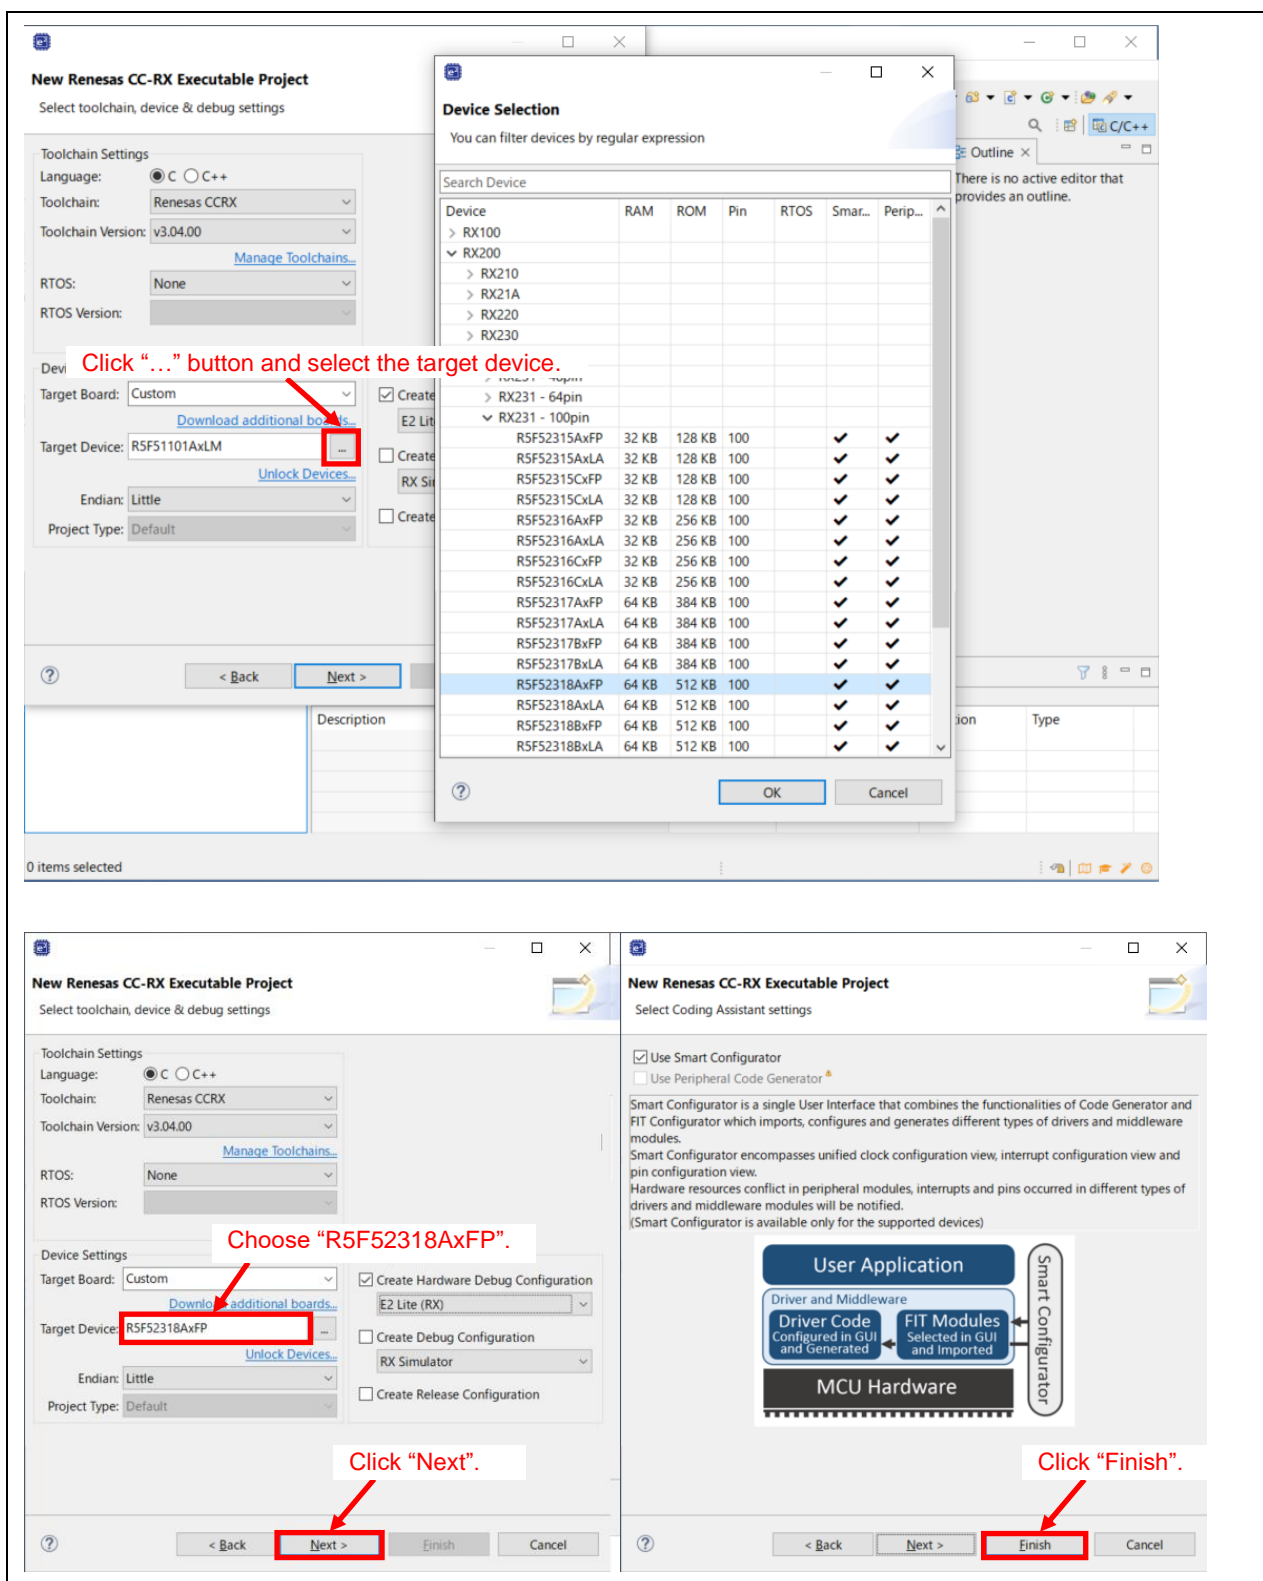 New Renesas CC-RX Executable Project
Select toolchain, device & debug settings
Toolchain Settings
Language: C C++
Toolchain: Renesas CCRX
Toolchain Version: v3.04.00
Manage Toolchains...
RTOS: None
RTOS Version:
Click “…” button and select the target device.
Target Board: Custom
Download additional
Target Device: R5F51101AxLM ...
Unlock Devices...
Endian: Little
Project Type: Default
Create
E2 Lit
Create
RX Si
Create
< Back Next >
Device Selection
You can filter devices by regular expression
Search Device
Device RAM ROM Pin RTOS Smar... Perip...
RX100
RX200
RX210
RX21A
RX220
RX230
RX231 - 64pin
RX231 - 100pin
R5F52315AxFP 32 KB 128 KB 100
R5F52315AxLA 32 KB 128 KB 100
R5F52315CxFP 32 KB 128 KB 100
R5F52315CxLA 32 KB 128 KB 100
R5F52316AxFP 32 KB 256 KB 100
R5F52316AxLA 32 KB 256 KB 100
R5F52316CxFP 32 KB 256 KB 100
R5F52316CxLA 32 KB 256 KB 100
R5F52317AxFP 64 KB 384 KB 100
R5F52317AxLA 64 KB 384 KB 100
R5F52317BxFP 64 KB 384 KB 100
R5F52317BxLA 64 KB 384 KB 100
R5F52318AxFP 64 KB 512 KB 100
R5F52318AxLA 64 KB 512 KB 100
R5F52318BxFP 64 KB 512 KB 100
R5F52318BxLA 64 KB 512 KB 100
OK Cancel
C/C++
Outline
There is no active editor that
provides an outline.
Description
tion Type
0 items selected
New Renesas CC-RX Executable Project
Select toolchain, device & debug settings
Toolchain Settings
Language: C C++
Toolchain: Renesas CCRX
Toolchain Version: v3.04.00
Manage Toolchains...
RTOS: None
RTOS Version:
Choose “R5F52318AxFP”.
Device Settings
Target Board: Custom
Download additional boards...
Target Device: R5F52318AxFP ...
Unlock Devices...
Endian: Little
Project Type: Default
Create Hardware Debug Configuration
E2 Lite (RX)
Create Debug Configuration
RX Simulator
Create Release Configuration
Click “Next”.
< Back Next > Finish Cancel
New Renesas CC-RX Executable Project
Select Coding Assistant settings
Use Smart Configurator
Use Peripheral Code Generator
Smart Configurator is a single User Interface that combines the functionalities of Code Generator and
FIT Configurator which imports, configures and generates different types of drivers and middleware
modules.
Smart Configurator encompasses unified clock configuration view, interrupt configuration view and
pin configuration view.
Hardware resources conflict in peripheral modules, interrupts and pins occurred in different types of
drivers and middleware modules will be notified.
(Smart Configurator is available only for the supported devices)
User Application
Driver and Middleware
Driver Code
Configured in GUI
and Generated
FIT Modules
Selected in GUI
and Imported
MCU Hardware
Smart Configurator
Click “Finish”.
< Back Next > Finish Cancel